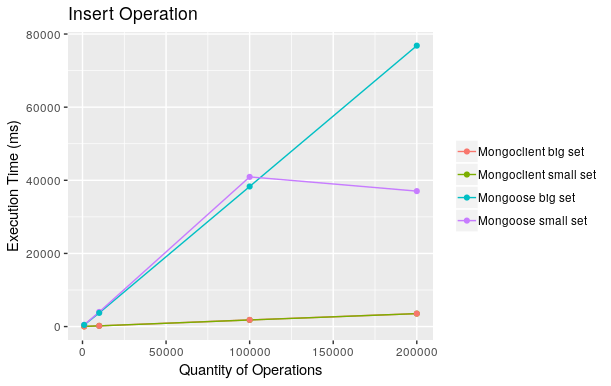 Insert Operation
80000
60000
40000
20000
0
Execution Time (ms)
0
50000
100000
150000
200000
Quantity of Operations
Mongoclient big set
Mongoclient small set
Mongoose big set
Mongoose small set